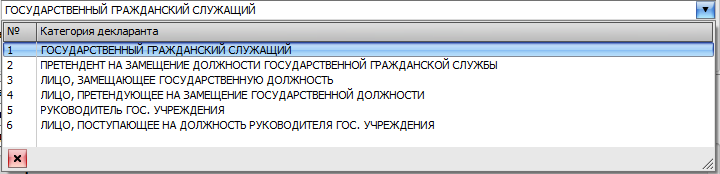 ГОСУДАРСТВЕННЫЙ ГРАЖДАНСКИЙ СЛУЖАЩИЙ
№ Категория декларанта
1 ГОСУДАРСТВЕННЫЙ ГРАЖДАНСКИЙ СЛУЖАЩИЙ
2 ПРЕТЕНДЕНТ НА ЗАМЕЩЕНИЕ ДОЛЖНОСТИ ГОСУДАРСТВЕННОЙ ГРАЖДАНСКОЙ СЛУЖБЫ
3 ЛИЦО, ЗАМЕЩАЮЩЕЕ ГОСУДАРСТВЕННУЮ ДОЛЖНОСТЬ
4 ЛИЦО, ПРЕТЕНДУЮЩЕЕ НА ЗАМЕЩЕНИЕ ГОСУДАРСТВЕННОЙ ДОЛЖНОСТИ
5 РУКОВОДИТЕЛЬ ГОС. УЧРЕЖДЕНИЯ
6 ЛИЦО, ПОСТУПАЮЩЕЕ НА ДОЛЖНОСТЬ РУКОВОДИТЕЛЯ ГОС. УЧРЕЖДЕНИЯ